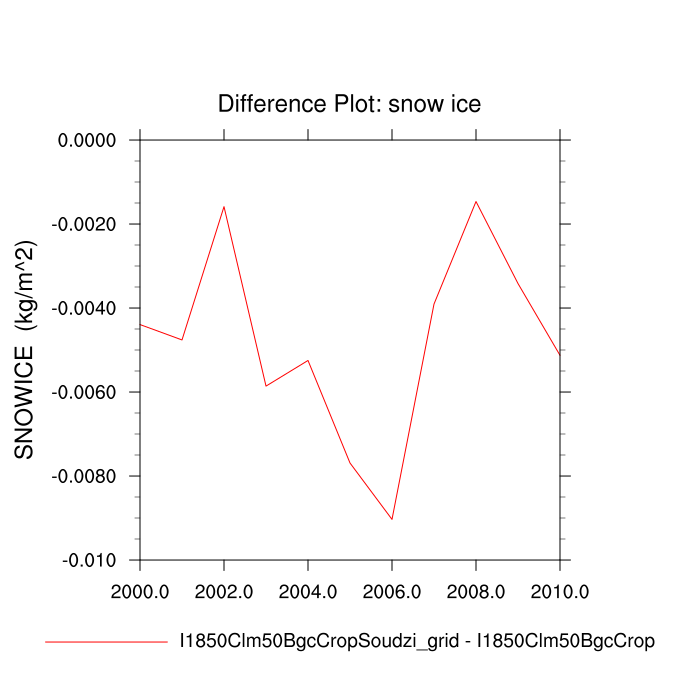 Difference Plot: snow ice
SNOWICE (kg/m^2)
0.0000
-0.0020
-0.0040
-0.0060
-0.0080
-0.010
2000.0 2002.0 2004.0 2006.0 2008.0 2010.0
I1850Clm50BgcCropSoudzi_grid - I1850Clm50BgcCrop